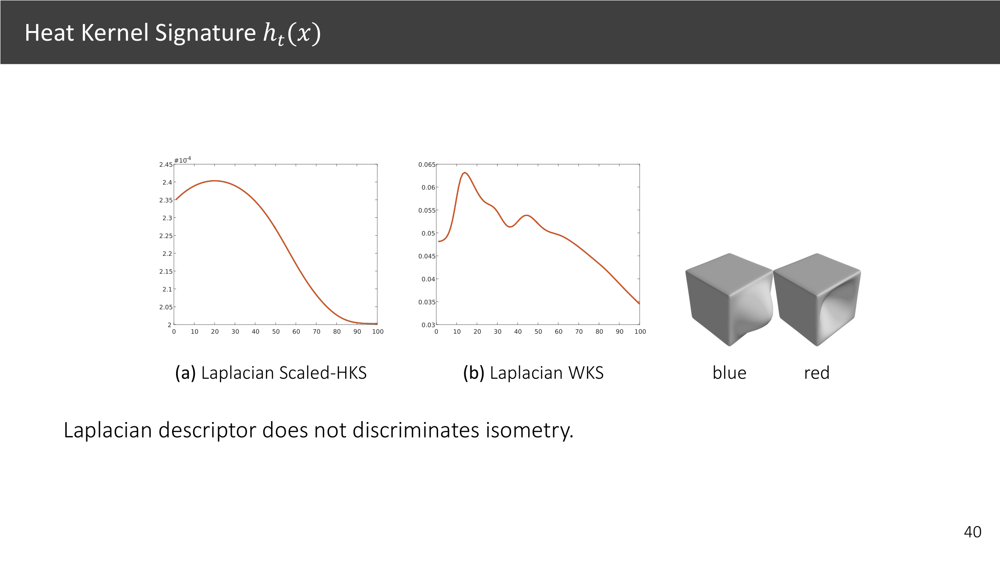 Heat Kernel Signature hₜ(x)
#10⁻⁴
2.45
2.4
2.35
2.3
2.25
2.2
2.15
2.1
2.05
2
0 10 20 30 40 50 60 70 80 90 100
(a) Laplacian Scaled-HKS
0.065
0.06
0.055
0.05
0.045
0.04
0.035
0.03
0 10 20 30 40 50 60 70 80 90 100
(b) Laplacian WKS
blue red
Laplacian descriptor does not discriminates isometry.
40